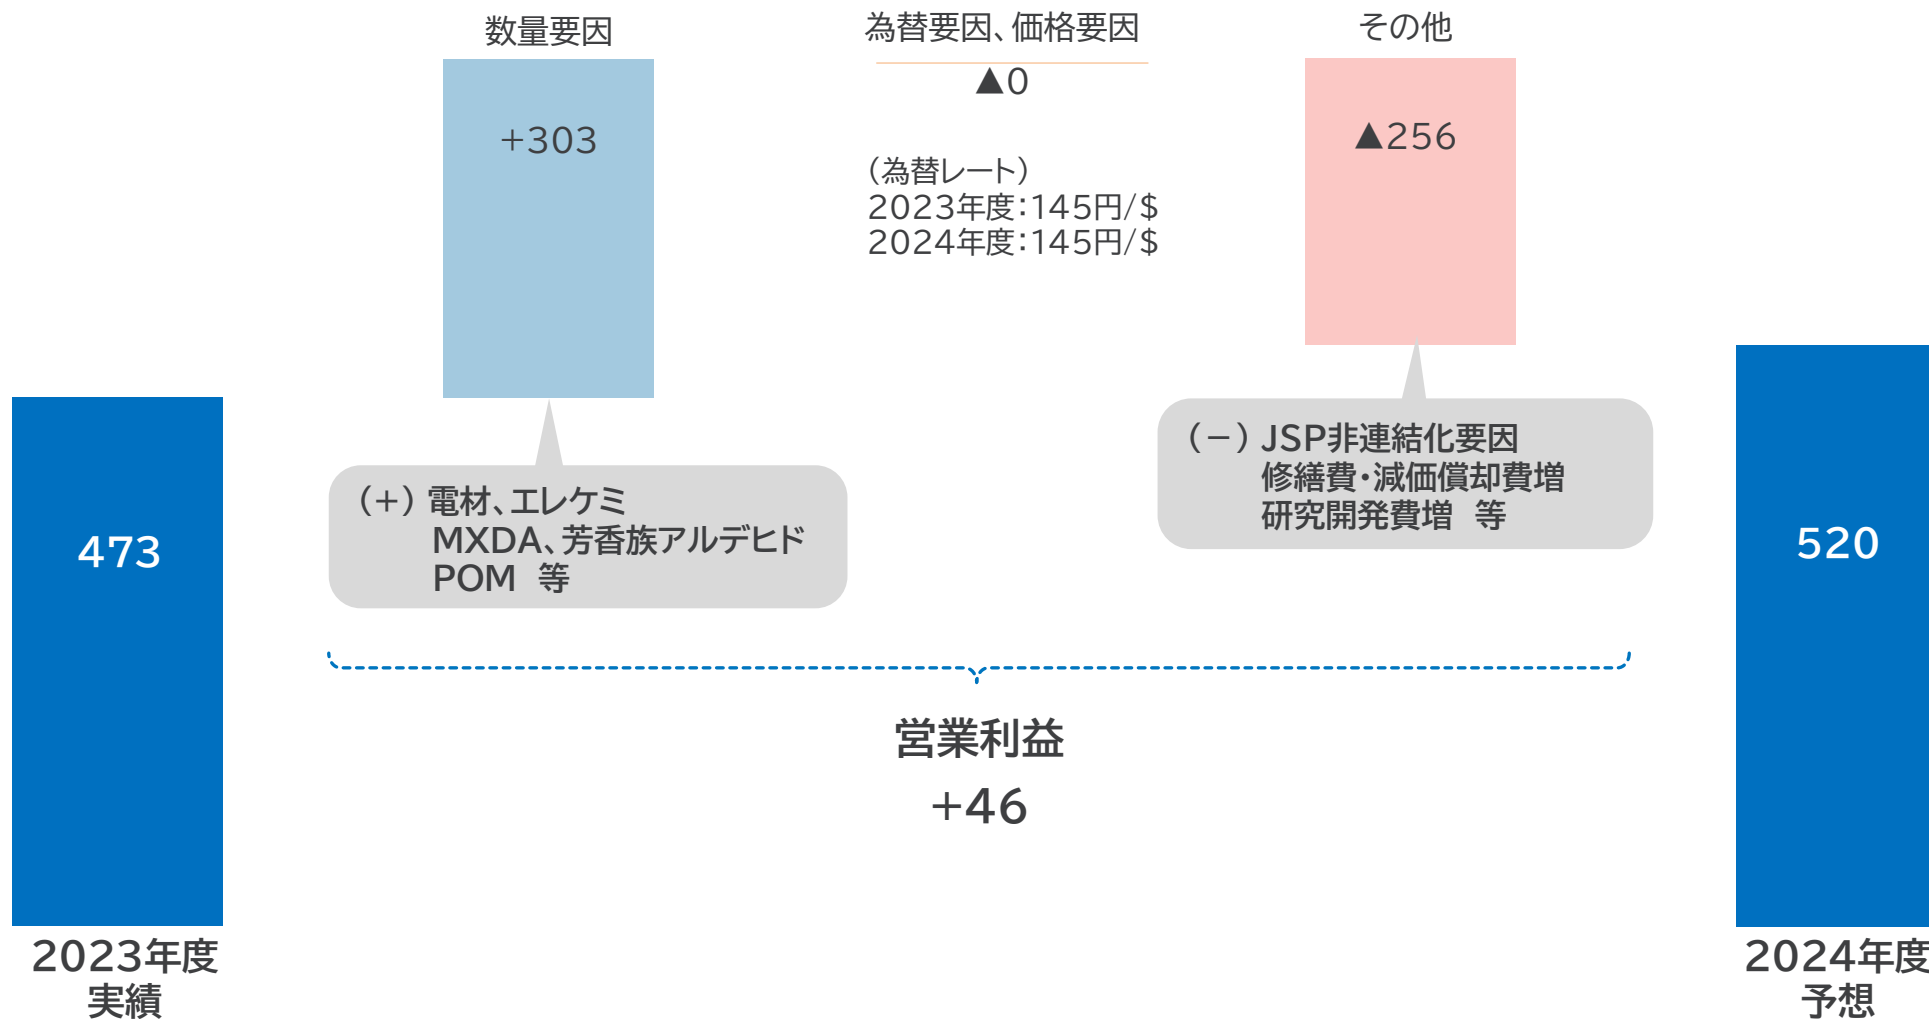 数量要因
為替要因、価格要因
その他
+303
▲0
▲256
（為替レート）
2023年度：145円/$
2024年度：145円/$
（＋）電材、エレケミ
MXDA、芳香族アルデヒド
POM　等
（－）JSP非連結化要因
修繕費・減価償却費増
研究開発費増　等
473
520
営業利益
+46
2023年度
実績
2024年度
予想